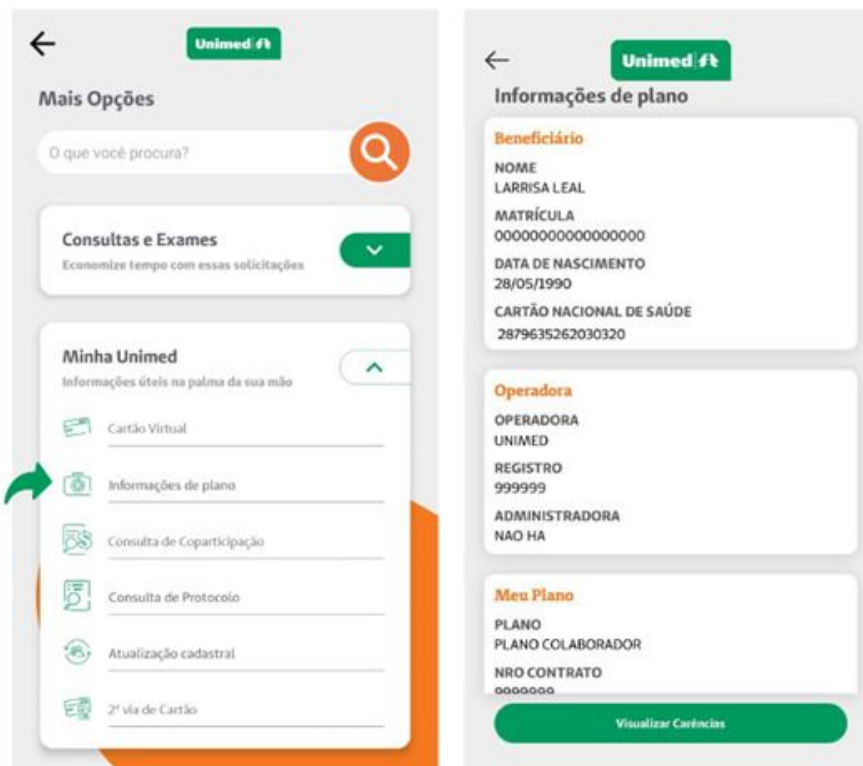 Unimed
Mais Opções
O que você procura?
Consultas e Exames
Economize tempo com essas solicitações
Minha Unimed
Informações úteis na palma da sua mão
Cartão Virtual
Informações de plano
Consulta de Coparticipação
Consulta de Protocolo
Atualização cadastral
2ª via de Cartão
Unimed
Informações de plano
Beneficiário
NOME
LARRISA LEAL
MATRÍCULA
00000000000000000
DATA DE NASCIMENTO
28/05/1990
CARTÃO NACIONAL DE SAÚDE
2879635262030320
Operadora
OPERADORA
UNIMED
REGISTRO
999999
ADMINISTRADORA
NAO HA
Meu Plano
PLANO
PLANO COLABORADOR
NRO CONTRATO
9999999
Visualizar Carências